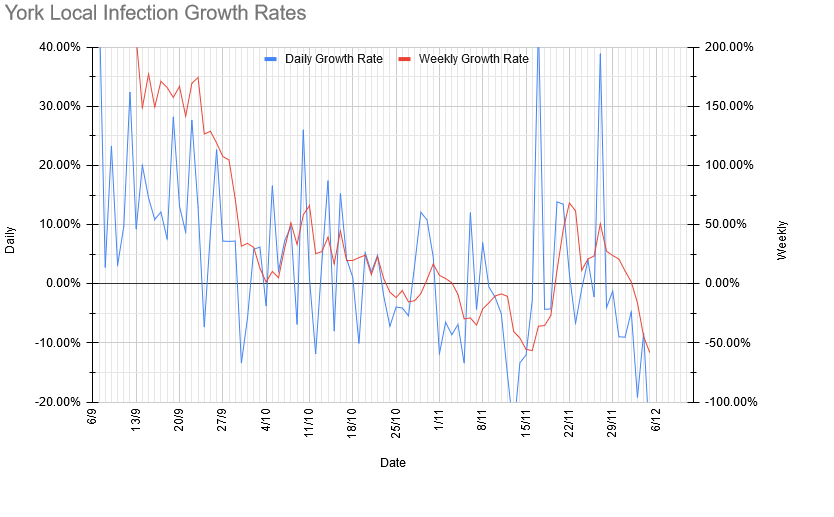 York Local Infection Growth Rates
Daily Growth Rate Weekly Growth Rate
40.00% 200.00%
30.00% 150.00%
20.00% 100.00%
10.00% 50.00%
0.00% 0.00%
-10.00% -50.00%
-20.00% -100.00%
Daily
Weekly
6/9 13/9 20/9 27/9 4/10 11/10 18/10 25/10 1/11 8/11 15/11 22/11 29/11 6/12
Date